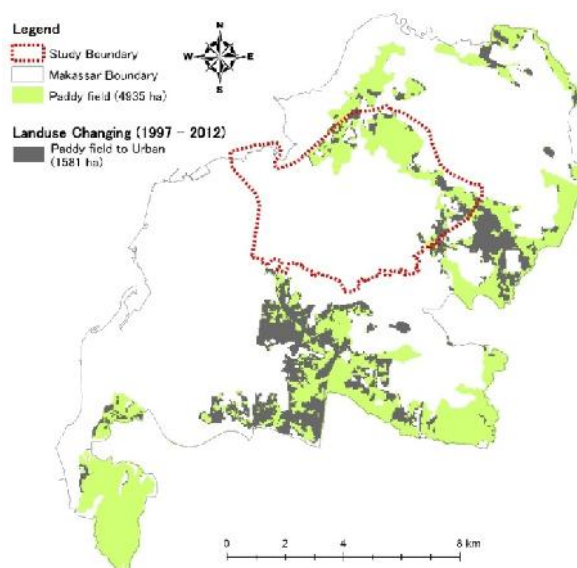 Legend
Study Boundary
Makassar Boundary
Paddy field (4935 ha)
Landuse Changing (1997 - 2012)
Paddy field to Urban
(1581 ha)
N
W E
S
0 2 4 8 km